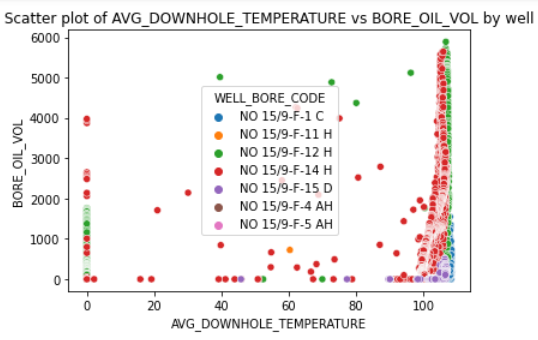 Scatter plot of AVG_DOWNHOLE_TEMPERATURE vs BORE_OIL_VOL by well
6000
5000
4000
3000
2000
1000
0
BORE_OIL_VOL
WELL_BORE_CODE
NO 15/9-F-1 C
NO 15/9-F-11 H
NO 15/9-F-12 H
NO 15/9-F-14 H
NO 15/9-F-15 D
NO 15/9-F-4 AH
NO 15/9-F-5 AH
0 20 40 60 80 100
AVG_DOWNHOLE_TEMPERATURE